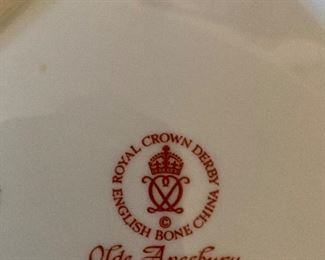 ROYAL CROWN DERBY
ENGLISH BONE CHINA
©
Olde Avesbury